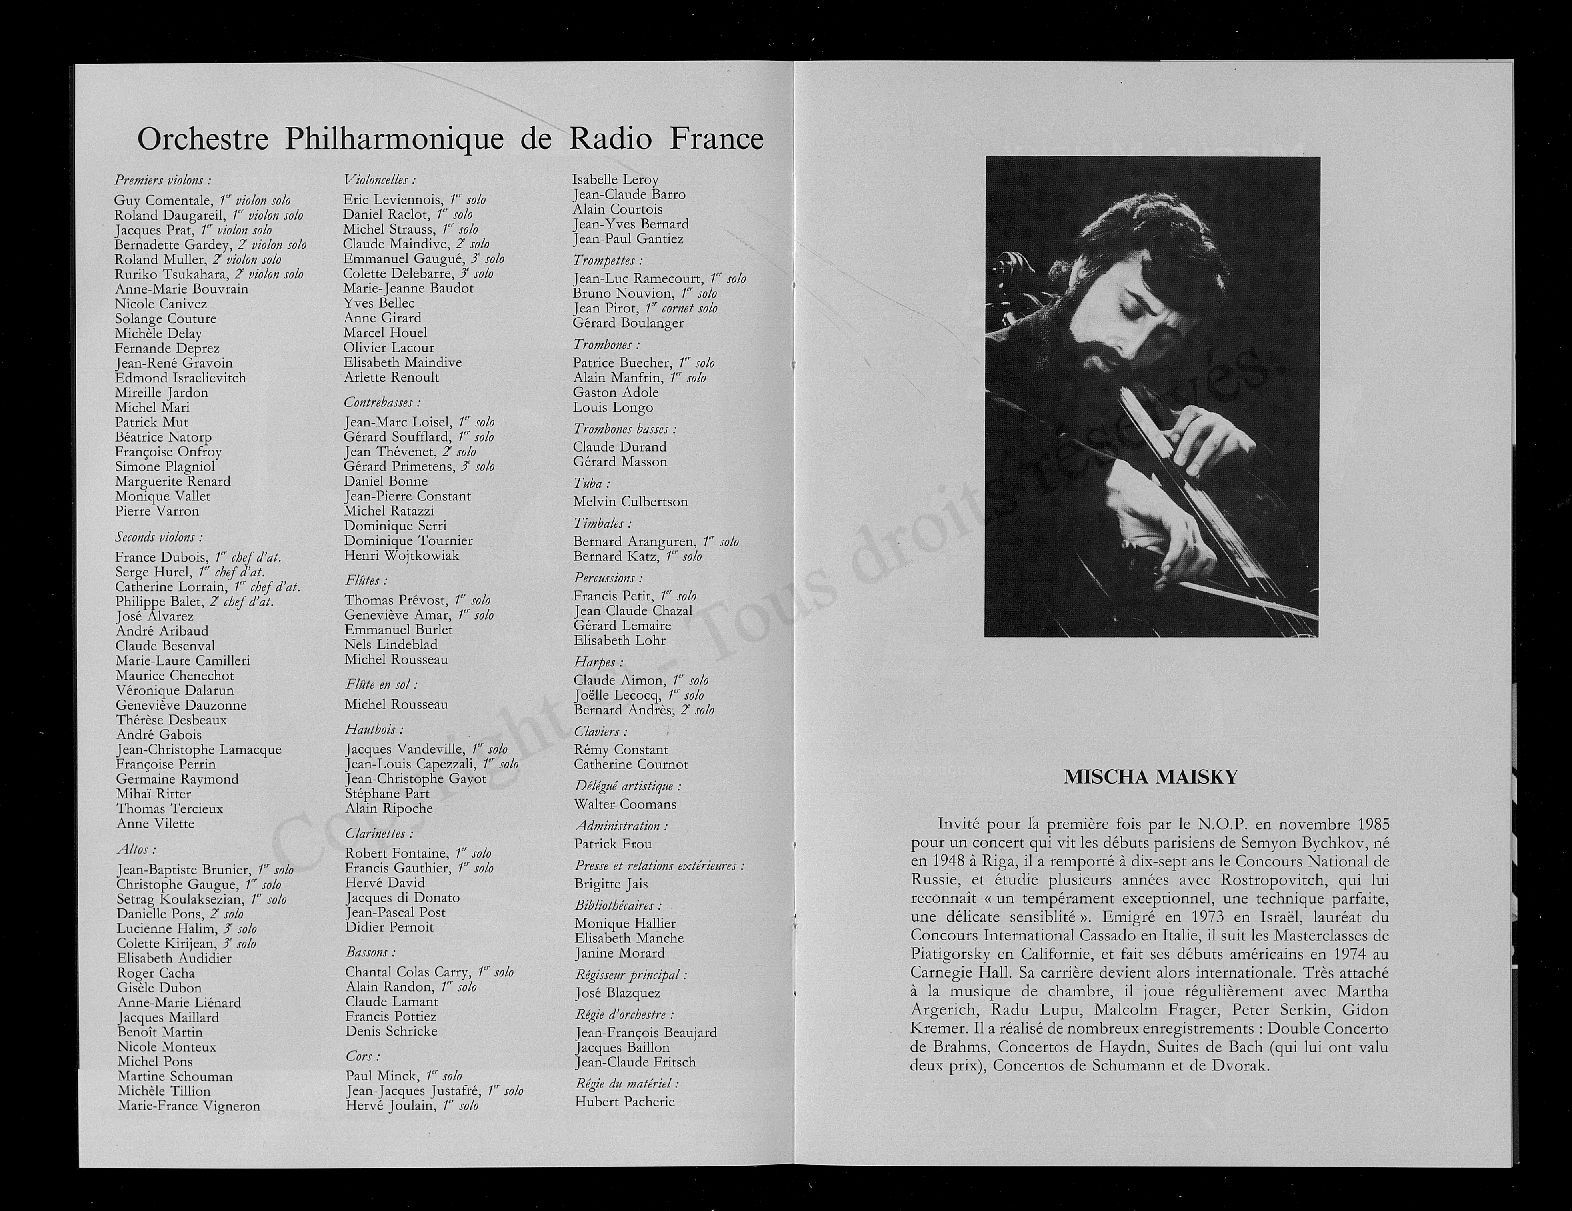 Orchestre Philharmonique de Radio France
Premiers violons :
Guy Comentale, 1er violon solo
Roland Daugareil, 1er violon solo
Jacques Prat, 1er violon solo
Bernadette Gardey, 2e violon solo
Roland Muller, 2e violon solo
Ruriko Tsukahara, 2e violon solo
Anne-Marie Bouvrain
Nicole Canivez
Solange Couture
Michèle Delay
Fernande Deprez
Jean-René Gravoin
Edmond Israelievitch
Mireille Jardon
Michel Mari
Patrick Mut
Béatrice Natorp
Françoise Onfroy
Simone Plagniol
Marguerite Renard
Monique Vallet
Pierre Varron
Seconds violons :
France Dubois, 1er chef d'at.
Serge Hurel, 1er chef d'at.
Catherine Lorrain, 1er chef d'at.
Philippe Balet, 2e chef d'at.
José Alvarez
André Aribaud
Claude Besenval
Marie-Laure Camilleri
Maurice Chenechot
Véronique Dalarun
Geneviève Dauzonne
Thérèse Desbeaux
André Gabois
Jean-Christophe Lamacque
Françoise Perrin
Germaine Raymond
Mihaï Ritter
Thomas Tercieux
Anne Vilette
Altos :
Jean-Baptiste Brunier, 1er solo
Christophe Gaugue, 1er solo
Setrag Koulaksezian, 1er solo
Danielle Pons, 2e solo
Lucienne Halim, 3e solo
Colette Kirijean, 3e solo
Elisabeth Audidier
Roger Cacha
Gisèle Dubon
Anne-Marie Liénard
Jacques Maillard
Benoît Martin
Nicole Monteux
Michel Pons
Martine Schouman
Michèle Tillion
Marie-France Vigneron
Violoncelles :
Eric Leviennois, 1er solo
Daniel Raclot, 1er solo
Michel Strauss, 1er solo
Claude Maindive, 2e solo
Emmanuel Gaugué, 3e solo
Colette Delebarre, 3e solo
Marie-Jeanne Baudot
Yves Bellec
Anne Girard
Marcel Houel
Olivier Lacour
Elisabeth Maindive
Arlette Renoult
Contrebasses :
Jean-Marc Loisel, 1er solo
Gérard Soufflard, 1er solo
Jean Thévenet, 2e solo
Gérard Primetens, 3e solo
Daniel Bonne
Jean-Pierre Constant
Michel Ratazzi
Dominique Serri
Dominique Tournier
Henri Wojtkowiak
Flûtes :
Thomas Prévost, 1er solo
Geneviève Amar, 1er solo
Emmanuel Burlet
Nels Lindeblad
Michel Rousseau
Flûte en sol :
Michel Rousseau
Hautbois :
Jacques Vandeville, 1er solo
Jean-Louis Capezzali, 1er solo
Jean-Christophe Gayot
Stéphane Part
Alain Ripoche
Clarinettes :
Robert Fontaine, 1er solo
Francis Gauthier, 1er solo
Hervé David
Jacques di Donato
Jean-Pascal Post
Didier Pernoit
Bassons :
Chantal Colas Carry, 1er solo
Alain Randon, 1er solo
Claude Lamant
Francis Pottiez
Denis Schricke
Cors :
Paul Minck, 1er solo
Jean-Jacques Justafré, 1er solo
Hervé Joulain, 1er solo
Isabelle Leroy
Jean-Claude Barro
Alain Courtois
Jean-Yves Bernard
Jean-Paul Gantiez
Trompettes :
Jean-Luc Ramecourt, 1er solo
Bruno Nouvion, 1er solo
Jean Pirot, 1er cornet solo
Gérard Boulanger
Trombones :
Patrice Buecher, 1er solo
Alain Manfrin, 1er solo
Gaston Adole
Louis Longo
Trombones basses :
Claude Durand
Gérard Masson
Tuba :
Melvin Culbertson
Timbales :
Bernard Aranguren, 1er solo
Bernard Katz, 1er solo
Percussions :
Francis Petit, 1er solo
Jean Claude Chazal
Gérard Lemaire
Elisabeth Lohr
Harpes :
Claude Aimon, 1er solo
Joëlle Lecocq, 1er solo
Bernard Andrès, 2e solo
Claviers :
Rémy Constant
Catherine Cournot
Délégué artistique :
Walter Coomans
Administration :
Patrick Frou
Presse et relations extérieures :
Brigitte Jais
Bibliothécaires :
Monique Hallier
Elisabeth Manche
Janine Morard
Régisseur principal :
José Blazquez
Régie d'orchestre :
Jean-François Beaujard
Jacques Baillon
Jean-Claude Fritsch
Régie du matériel :
Hubert Pacherie
MISCHA MAISKY
Invité pour la première fois par le N.O.P. en novembre 1985
pour un concert qui vit les débuts parisiens de Semyon Bychkov, né
en 1948 à Riga, il a remporté à dix-sept ans le Concours National de
Russie, et étudie plusieurs années avec Rostropovitch, qui lui
reconnaît « un tempérament exceptionnel, une technique parfaite,
une délicate sensiblité ». Emigré en 1973 en Israël, lauréat du
Concours International Cassado en Italie, il suit les Masterclasses de
Piatigorsky en Californie, et fait ses débuts américains en 1974 au
Carnegie Hall. Sa carrière devient alors internationale. Très attaché
à la musique de chambre, il joue régulièrement avec Martha
Argerich, Radu Lupu, Malcolm Frager, Peter Serkin, Gidon
Kremer. Il a réalisé de nombreux enregistrements : Double Concerto
de Brahms, Concertos de Haydn, Suites de Bach (qui lui ont valu
deux prix), Concertos de Schumann et de Dvorak.
Copyright - Tous droits réservés.